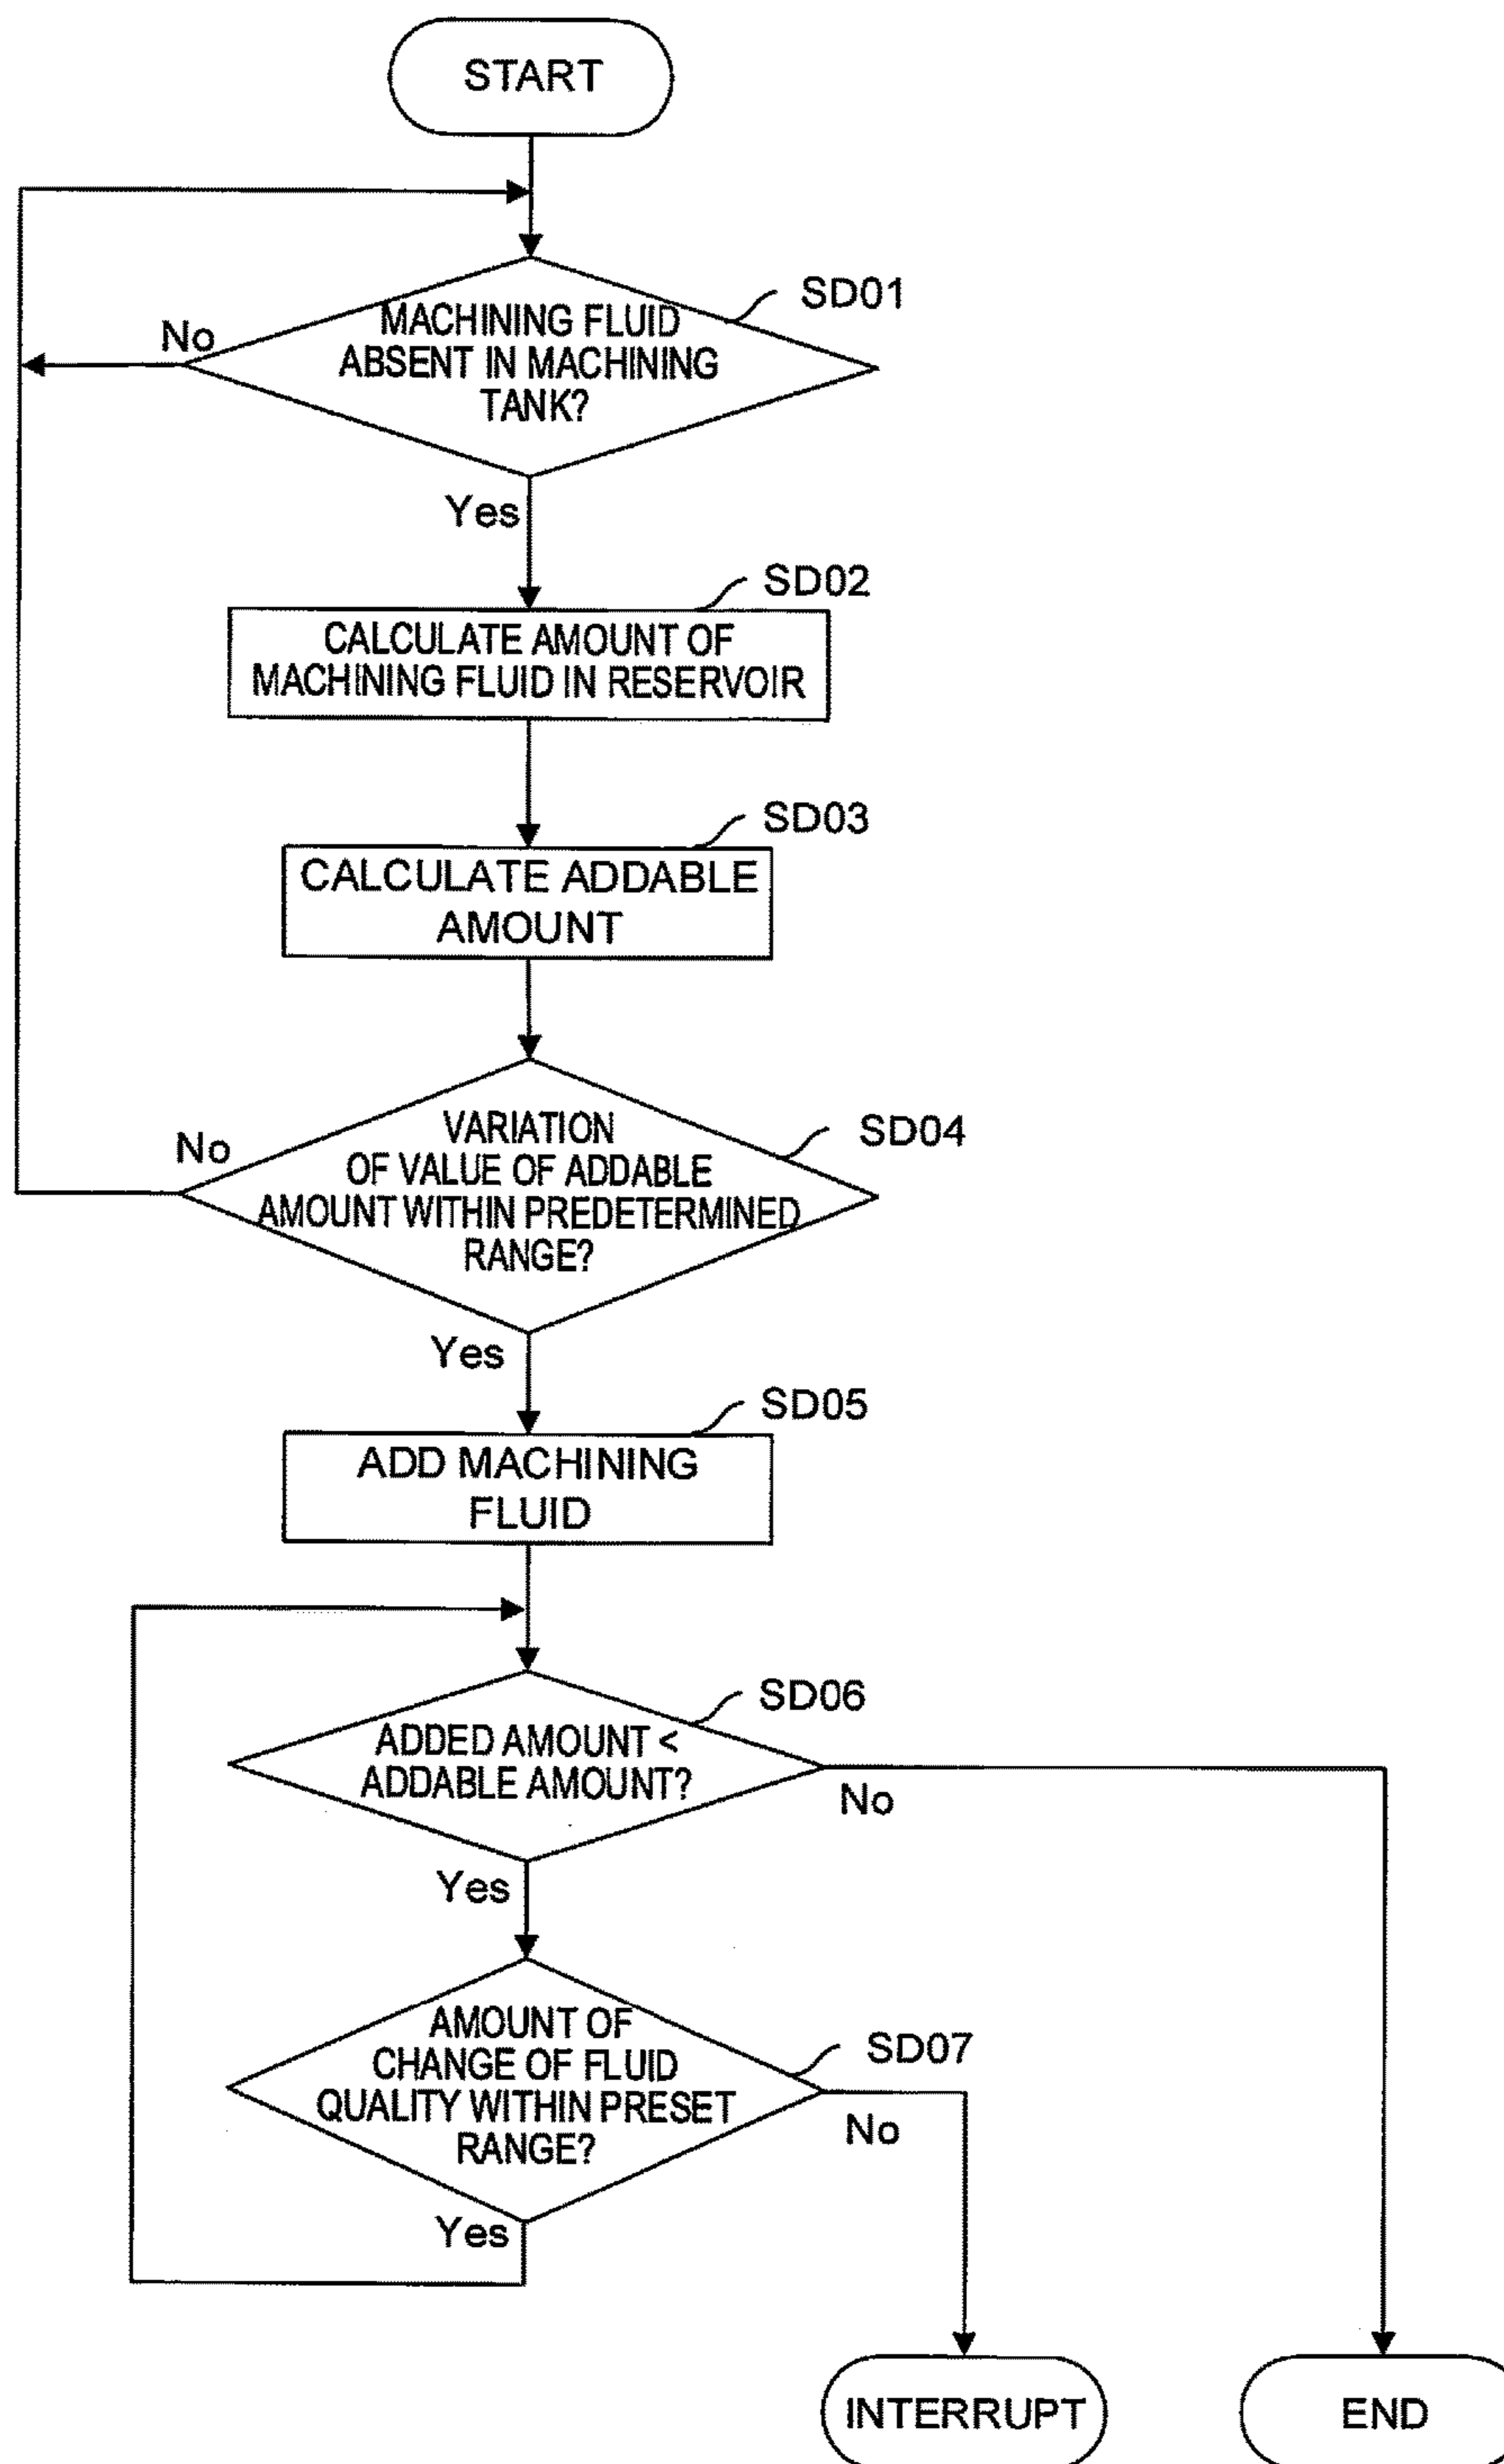 START
SD01
MACHINING FLUID
ABSENT IN MACHINING
TANK?
No
Yes
SD02
CALCULATE AMOUNT OF
MACHINING FLUID IN RESERVOIR
SD03
CALCULATE ADDABLE
AMOUNT
SD04
VARIATION
OF VALUE OF ADDABLE
AMOUNT WITHIN PREDETERMINED
RANGE?
No
Yes
SD05
ADD MACHINING
FLUID
SD06
ADDED AMOUNT <
ADDABLE AMOUNT?
No
Yes
SD07
AMOUNT OF
CHANGE OF FLUID
QUALITY WITHIN PRESET
RANGE?
No
Yes
INTERRUPT
END